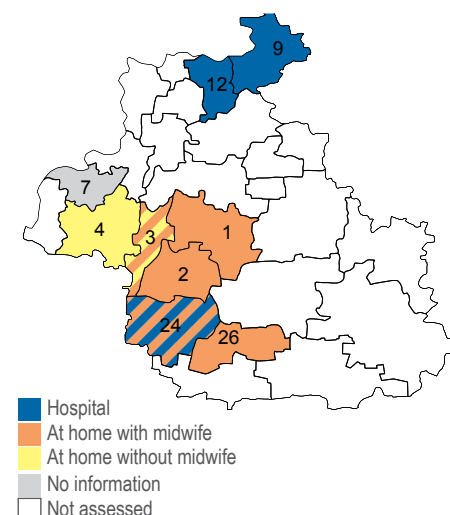 9
12
7
4
3
1
2
24
26
Hospital
At home with midwife
At home without midwife
No information
Not assessed